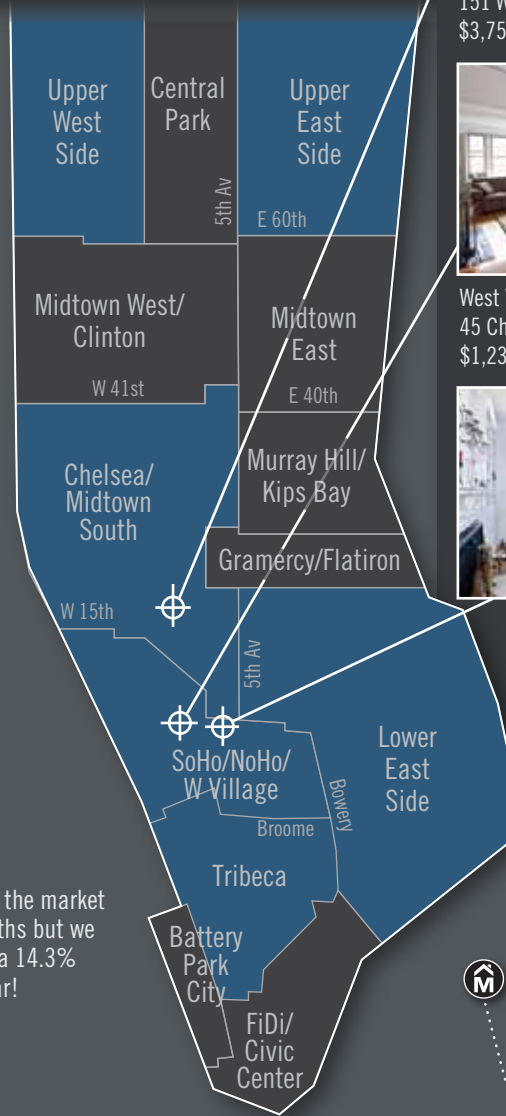 151 W
$3,75
Upper
West
Side
Central
Park
Upper
East
Side
5th Av
E 60th
Midtown West/
Clinton
Midtown
East
West
45 Ch
$1,23
W 41st
E 40th
Chelsea/
Midtown
South
Murray Hill/
Kips Bay
Gramercy/Flatiron
W 15th
5th Av
SoHo/NoHo/
W Village
Lower
East
Side
Bowery
Broome
Tribeca
the market
ths but we
a 14.3%
r!
Battery
Park
City
M
FiDi/
Civic
Center